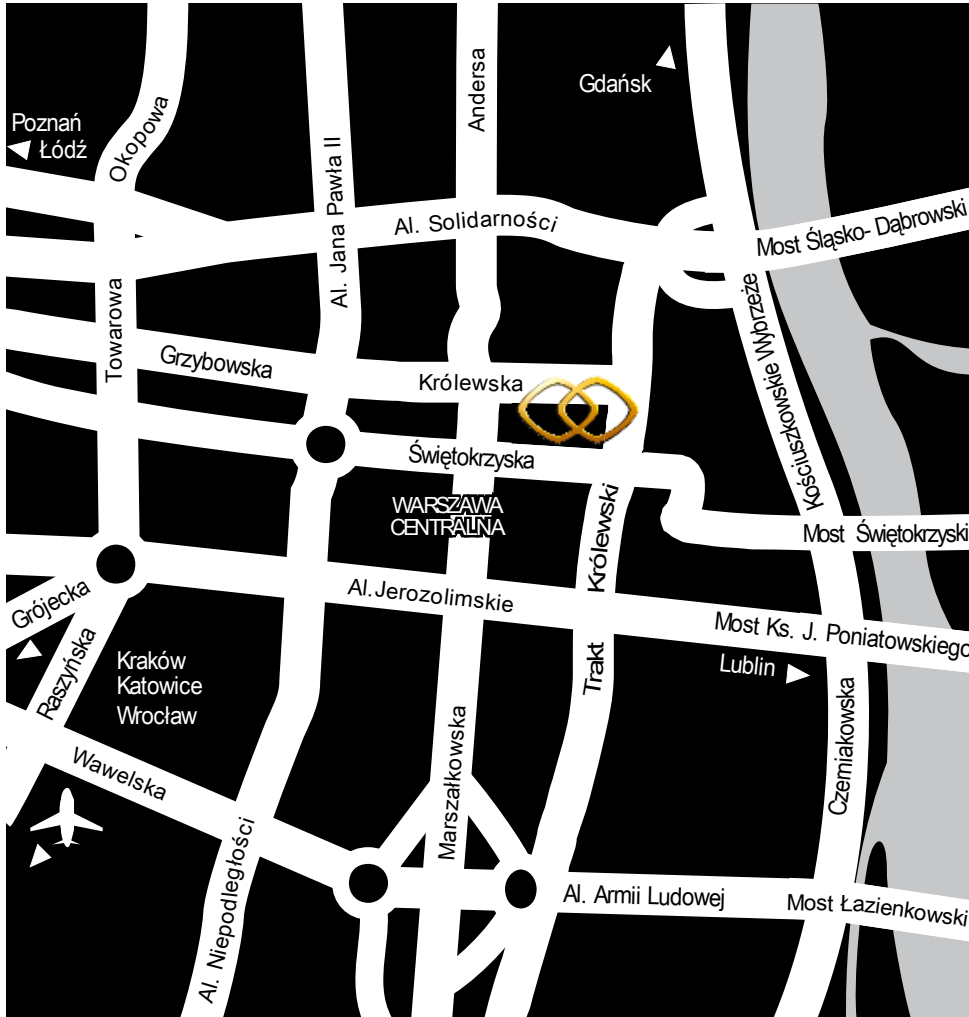 Gdańsk
Andersa
Okopowa
Poznań
Łódź
Al. Jana Pawła II
Al. Solidarności
Most Śląsko- Dąbrowski
Towarowa
Kościuszkowskie Wybrzeże
Grzybowska
Królewska
Świętokrzyska
WARSZAWA
CENTRALNA
Most Świętokrzyski
Trakt Królewski
Al.Jerozolimskie
Grójecka
Most Ks. J. Poniatowskiego
Lublin
Raszyńska
Kraków
Katowice
Wrocław
Czerniakowska
Marszałkowska
Wawelska
Al. Niepodległości
Al. Armii Ludowej
Most Łazienkowski